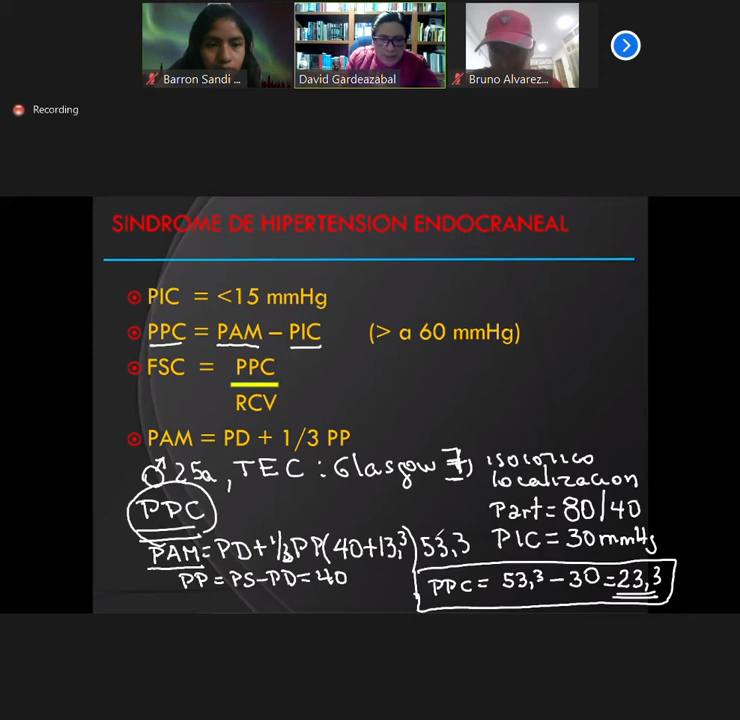 Barron Sandi ...
David Gardeazabal
Bruno Alvarez...
Recording
SINDROME DE HIPERTENSION ENDOCRANEAL
PIC = <15 mmHg
PPC = PAM – PIC (> a 60 mmHg)
FSC = PPC
RCV
PAM = PD + 1/3 PP
♂ 25a, TEC : Glasgow 7, isocorico
localizacion
PPC
Part = 80/40
PAM = PD + 1/3 PP (40+13,3) 53,3
PIC = 30 mmHg
PP = PS – PD = 40
PPC = 53,3 – 30 = 23,3